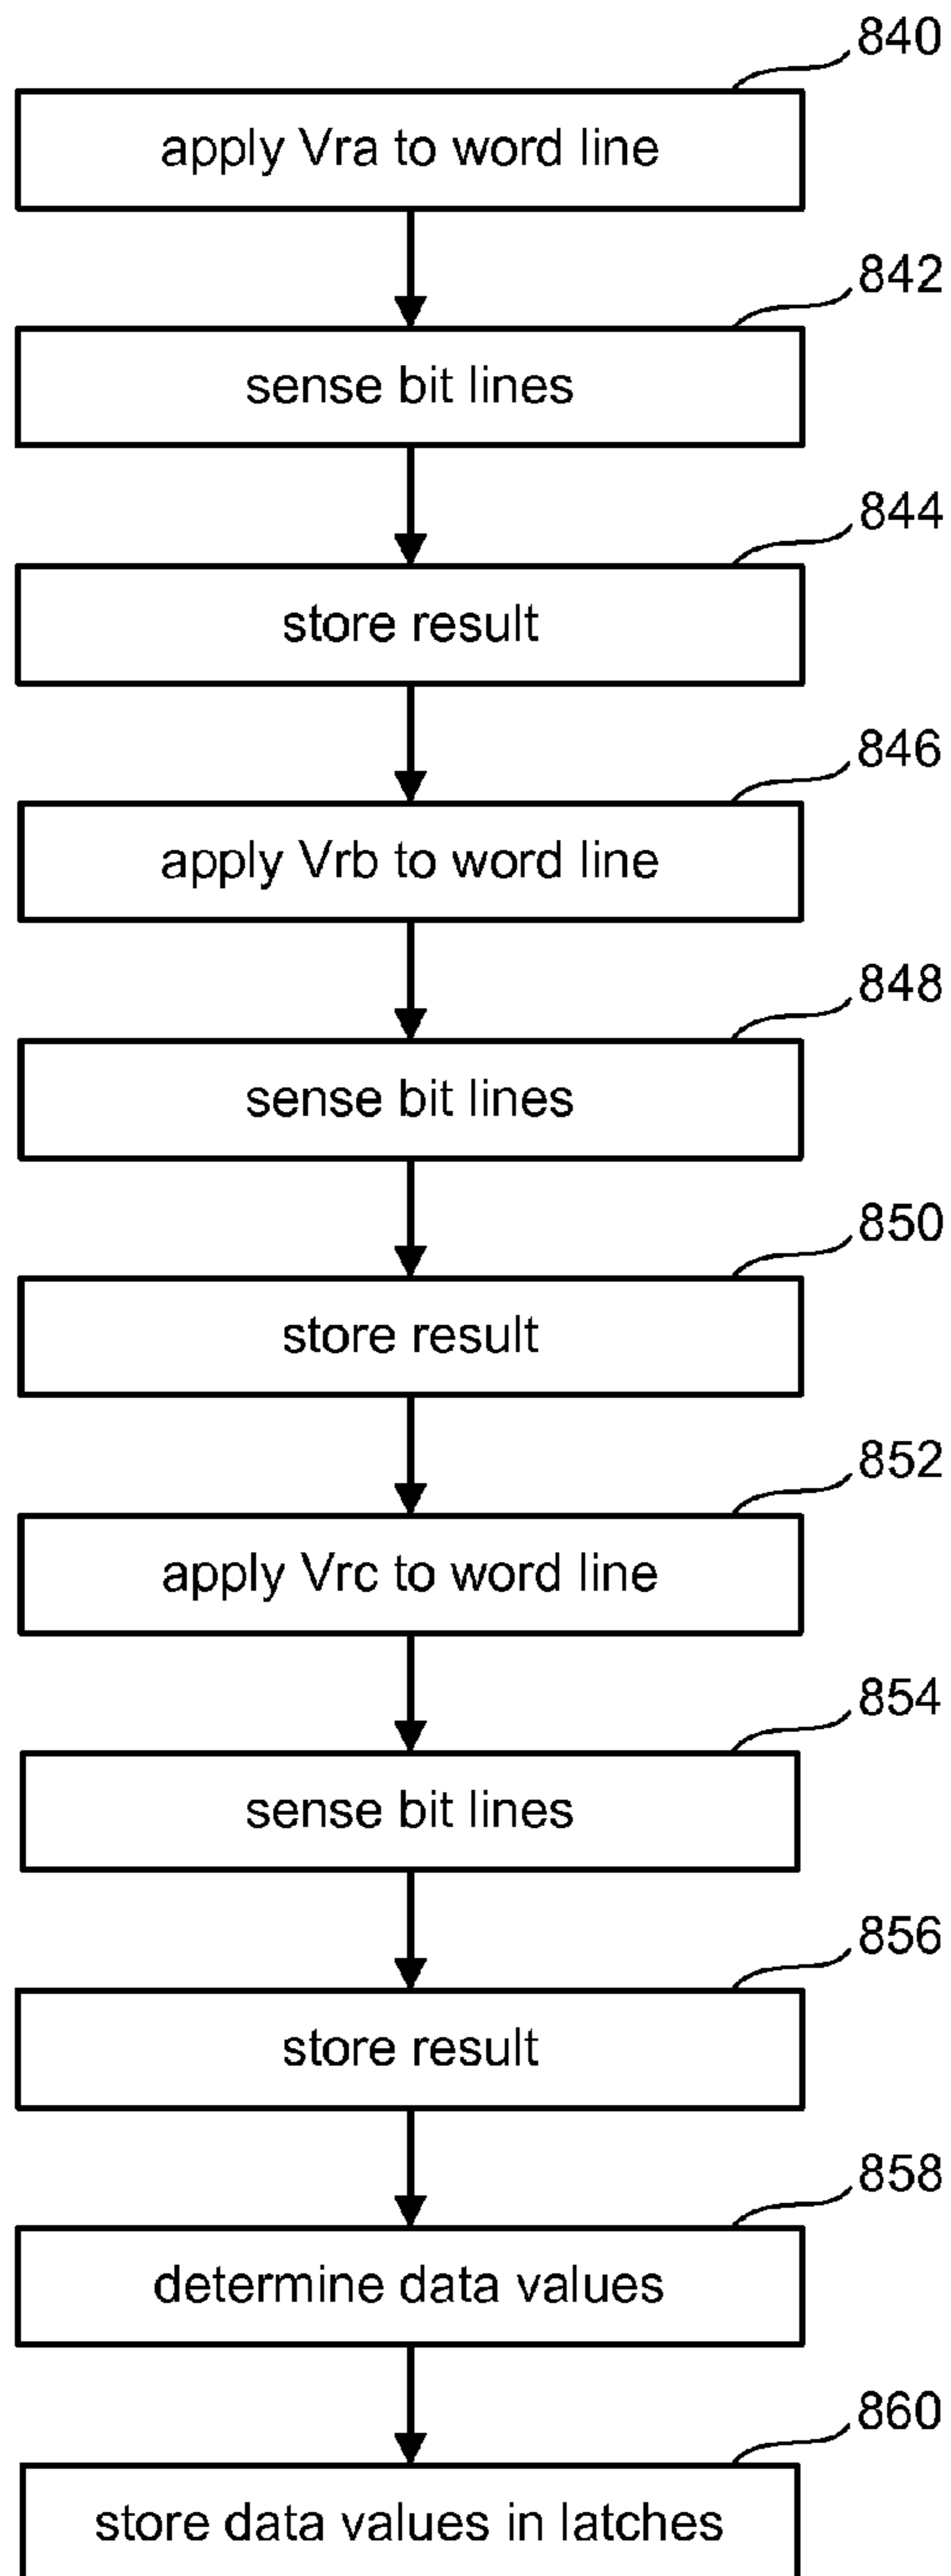 840
apply Vra to word line
842
sense bit lines
844
store result
846
apply Vrb to word line
848
sense bit lines
850
store result
852
apply Vrc to word line
854
sense bit lines
856
store result
858
determine data values
860
store data values in latches